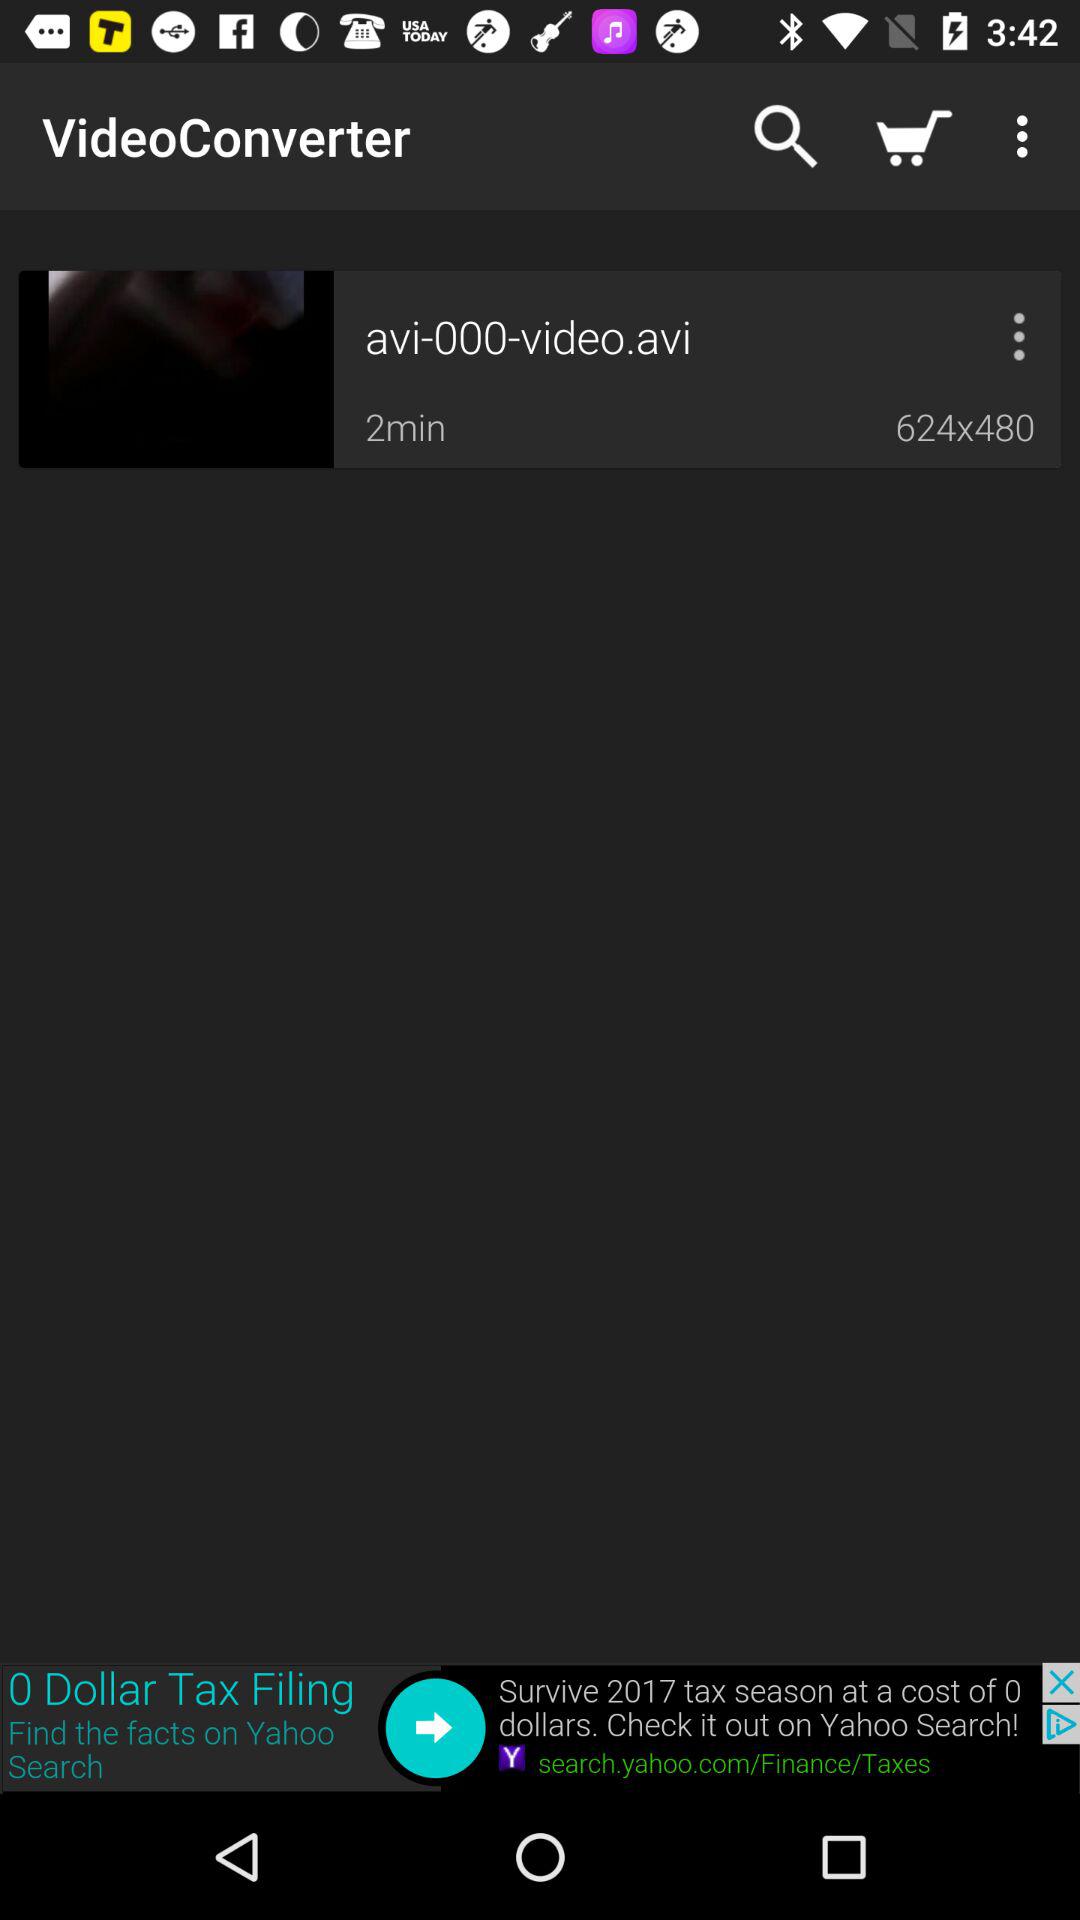 USA
TODAY
3:42
VideoConverter
avi-000-video.avi
2min
624x480
0 Dollar Tax Filing
Find the facts on Yahoo
Search
Survive 2017 tax season at a cost of 0
dollars. Check it out on Yahoo Search!
Y search.yahoo.com/Finance/Taxes